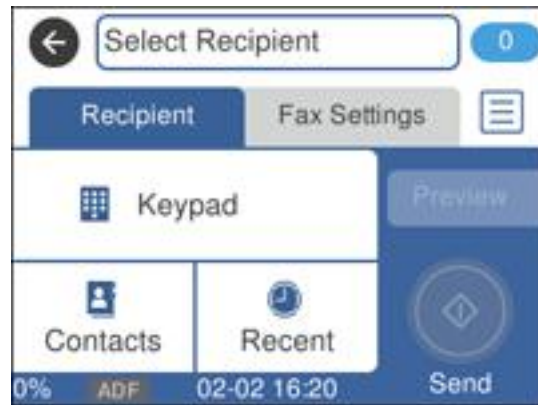 Select Recipient
0
Recipient
Fax Settings
Keypad
Preview
Contacts
Recent
Send
0%
ADF
02-02 16:20